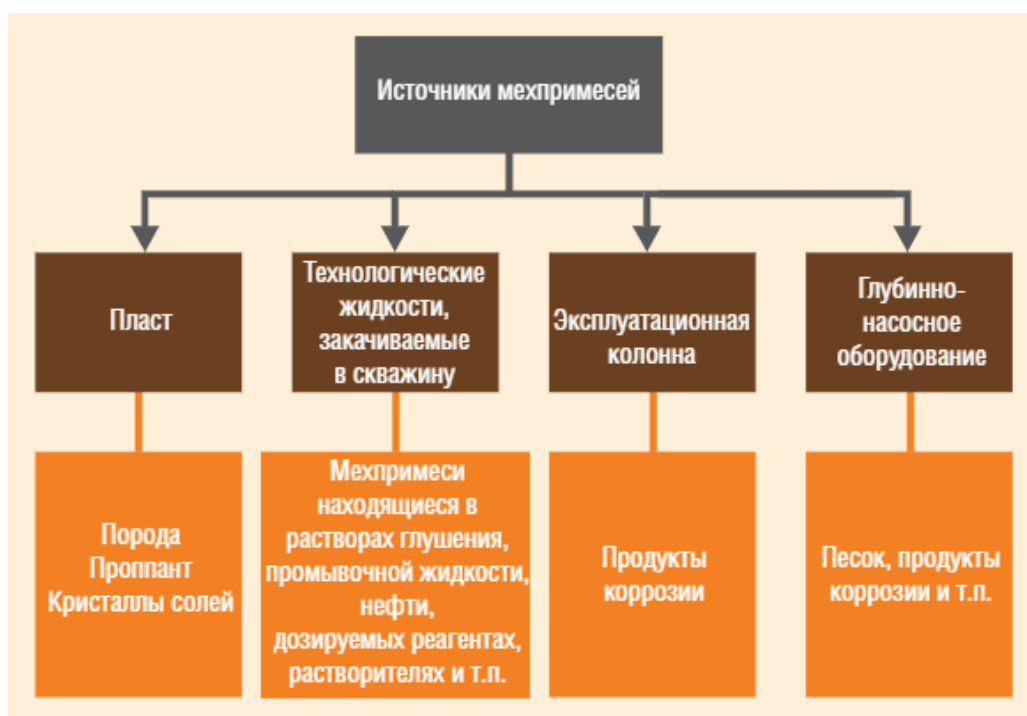 Источники мехпримесей
Пласт
Технологические
жидкости,
закачиваемые
в скважину
Эксплуатационная
колонна
Глубинно-
насосное
оборудование
Порода
Проппант
Кристаллы солей
Мехпримеси
находящиеся в
растворах глушения,
промывочной жидкости,
нефти,
дозируемых реагентах,
растворителях и т.п.
Продукты
коррозии
Песок, продукты
коррозии и т.п.